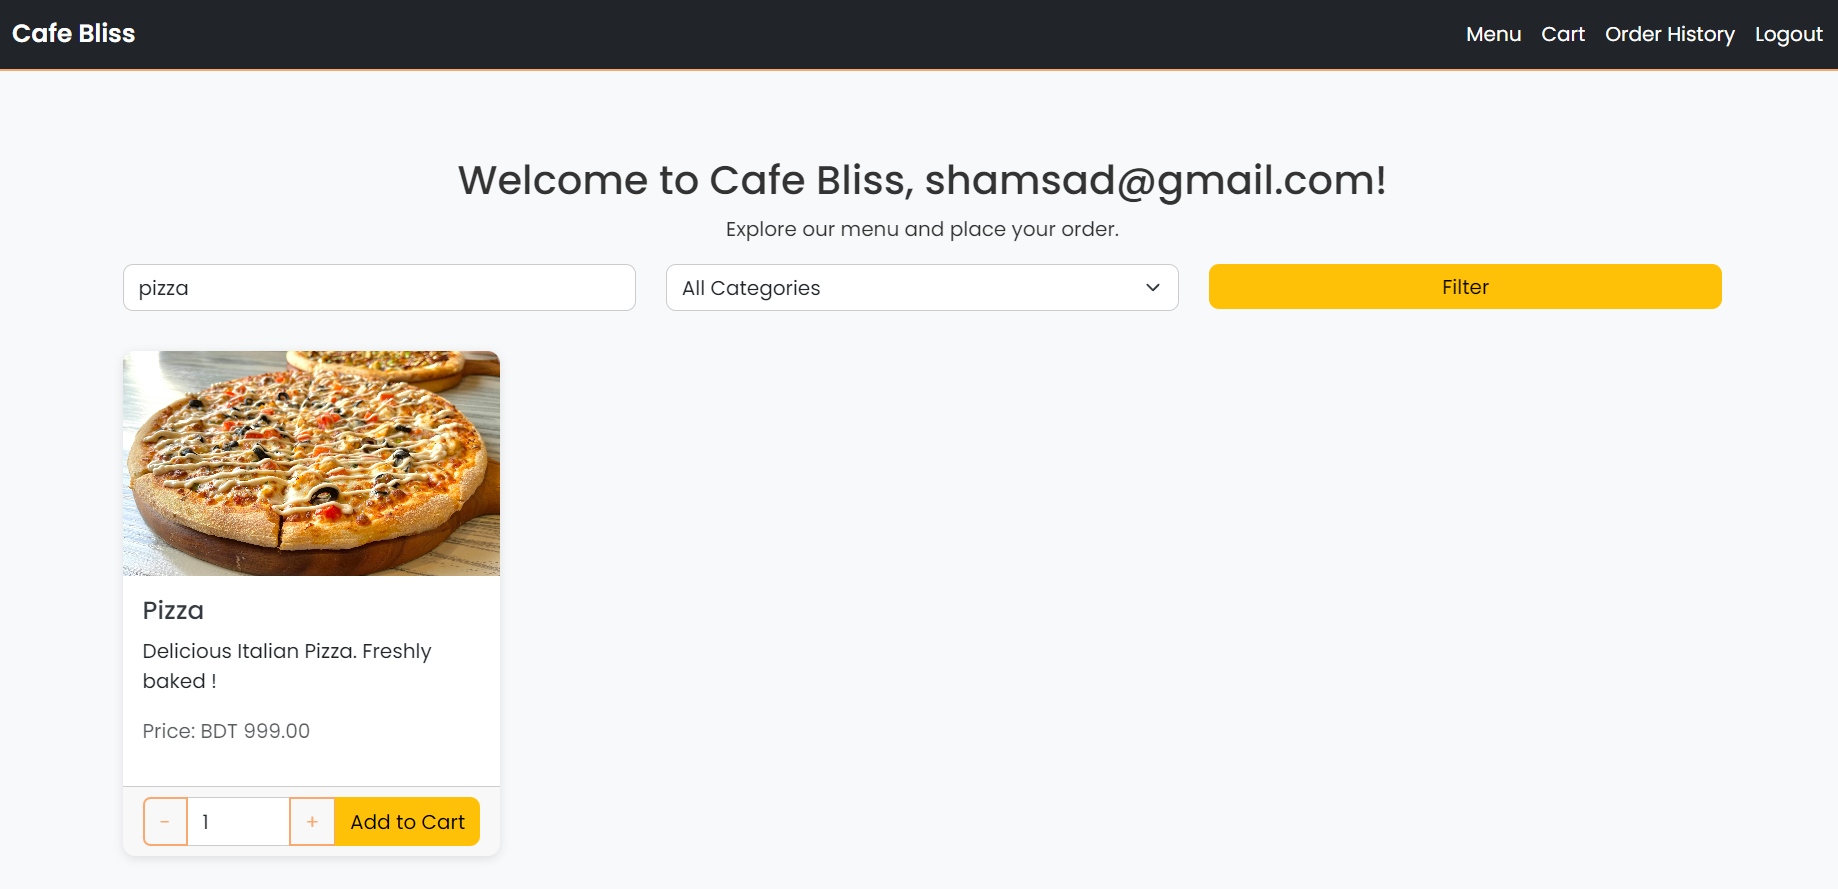 Cafe Bliss
Menu Cart Order History Logout
Welcome to Cafe Bliss, shamsad@gmail.com!
Explore our menu and place your order.
pizza
All Categories
Filter
Pizza
Delicious Italian Pizza. Freshly
baked !
Price: BDT 999.00
- 1 + Add to Cart